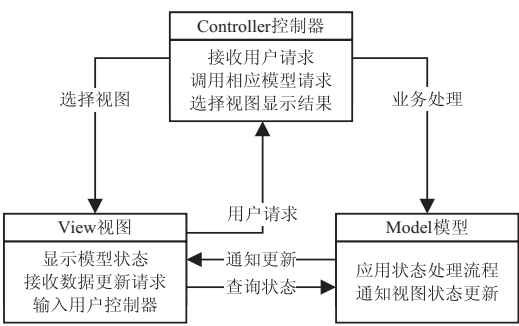 Controller控制器
接收用户请求
调用相应模型请求
选择视图显示结果
选择视图
业务处理
用户请求
View视图
显示模型状态
接收数据更新请求
输入用户控制器
通知更新
查询状态
Model模型
应用状态处理流程
通知视图状态更新